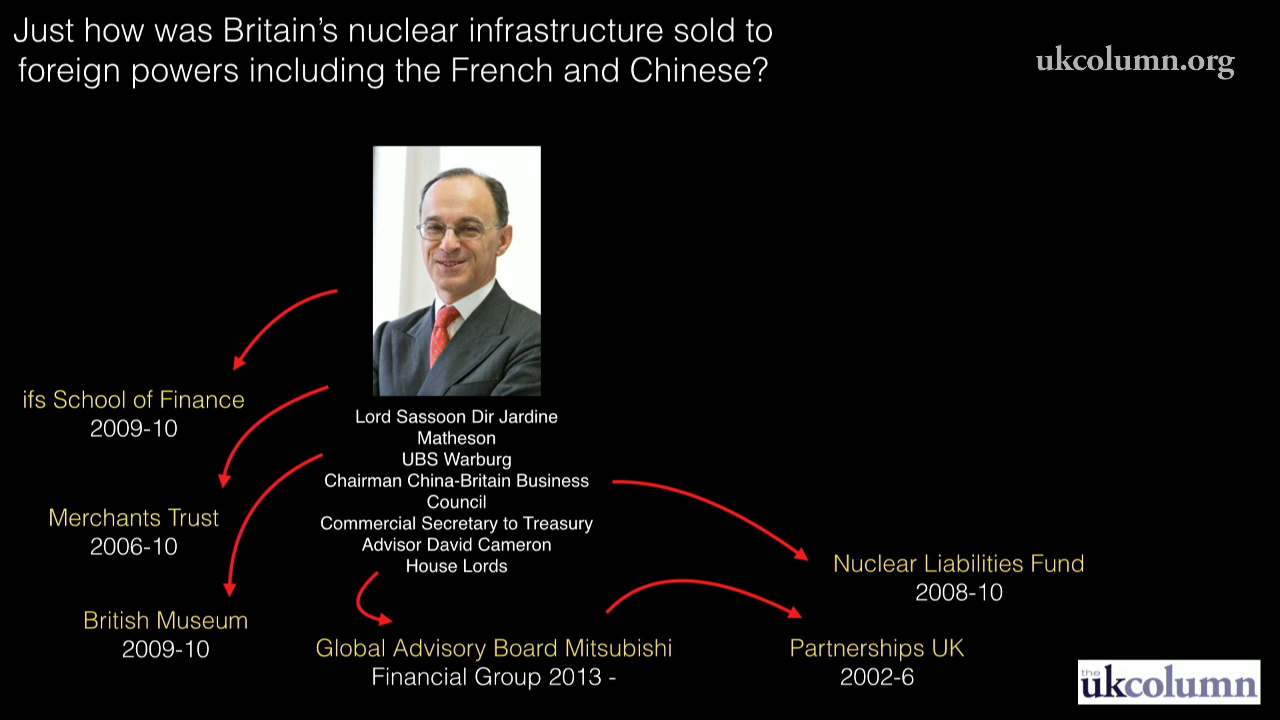 Just how was Britain’s nuclear infrastructure sold to
foreign powers including the French and Chinese?
ukcolumn.org
Lord Sassoon Dir Jardine
Matheson
UBS Warburg
Chairman China-Britain Business
Council
Commercial Secretary to Treasury
Advisor David Cameron
House Lords
ifs School of Finance
2009-10
Merchants Trust
2006-10
British Museum
2009-10
Global Advisory Board Mitsubishi
Financial Group 2013 -
Nuclear Liabilities Fund
2008-10
Partnerships UK
2002-6
the
ukcolumn